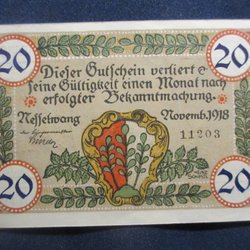 20 20
Dieser Gutschein verliert
seine Gültigkeit einen Monat nach
erfolgter Bekanntmachung.
Nesselwang Novemb. 1918
11203
20 20